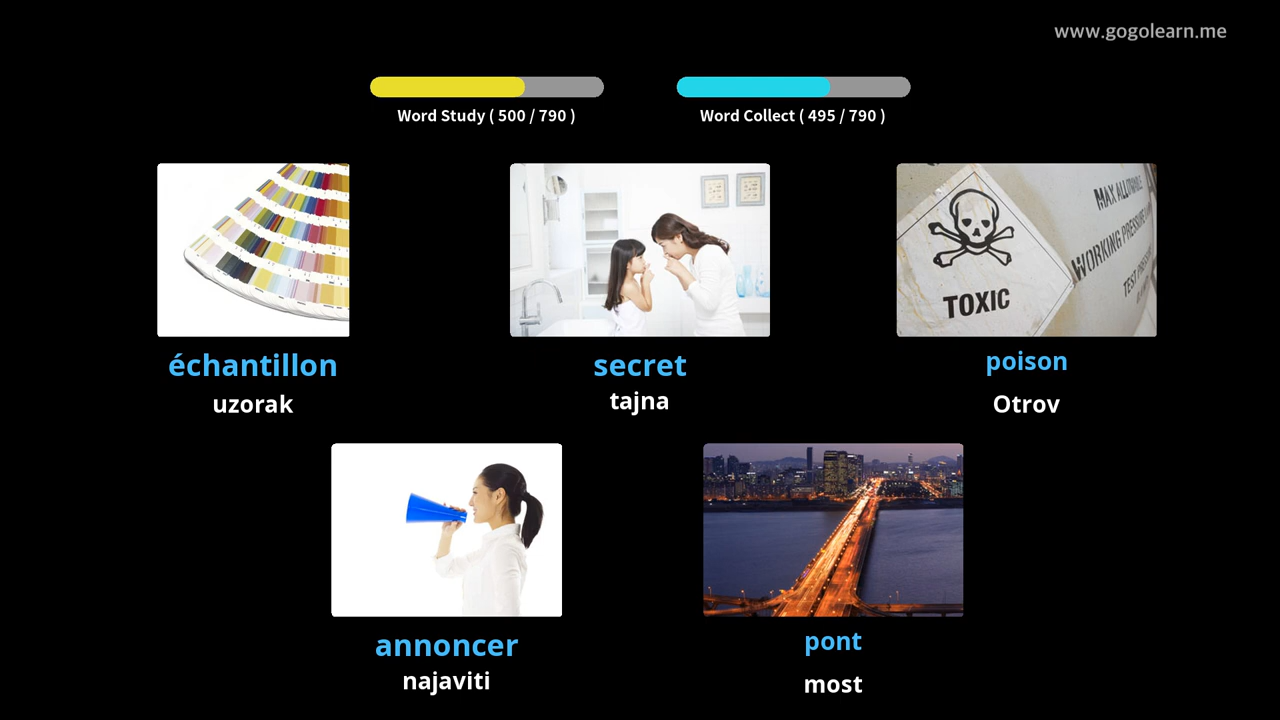 www.gogolearn.me
Word Study ( 500 / 790 )
Word Collect ( 495 / 790 )
TOXIC
MAX ALLOWABLE
WORKING PRESSURE
TEST PRESS
échantillon
uzorak
secret
tajna
poison
Otrov
annoncer
najaviti
pont
most